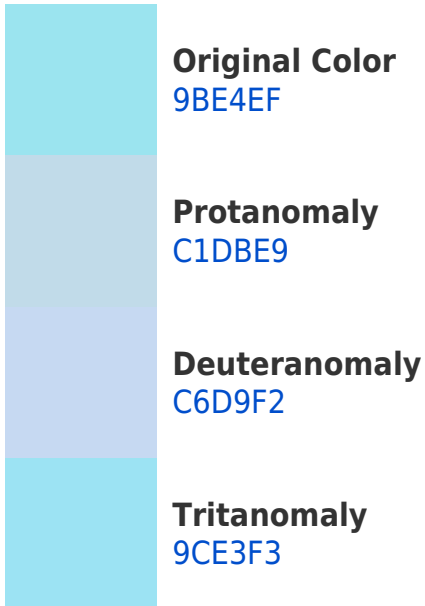 Original Color
9BE4EF
Protanomaly
C1DBE9
Deuteranomaly
C6D9F2
Tritanomaly
9CE3F3